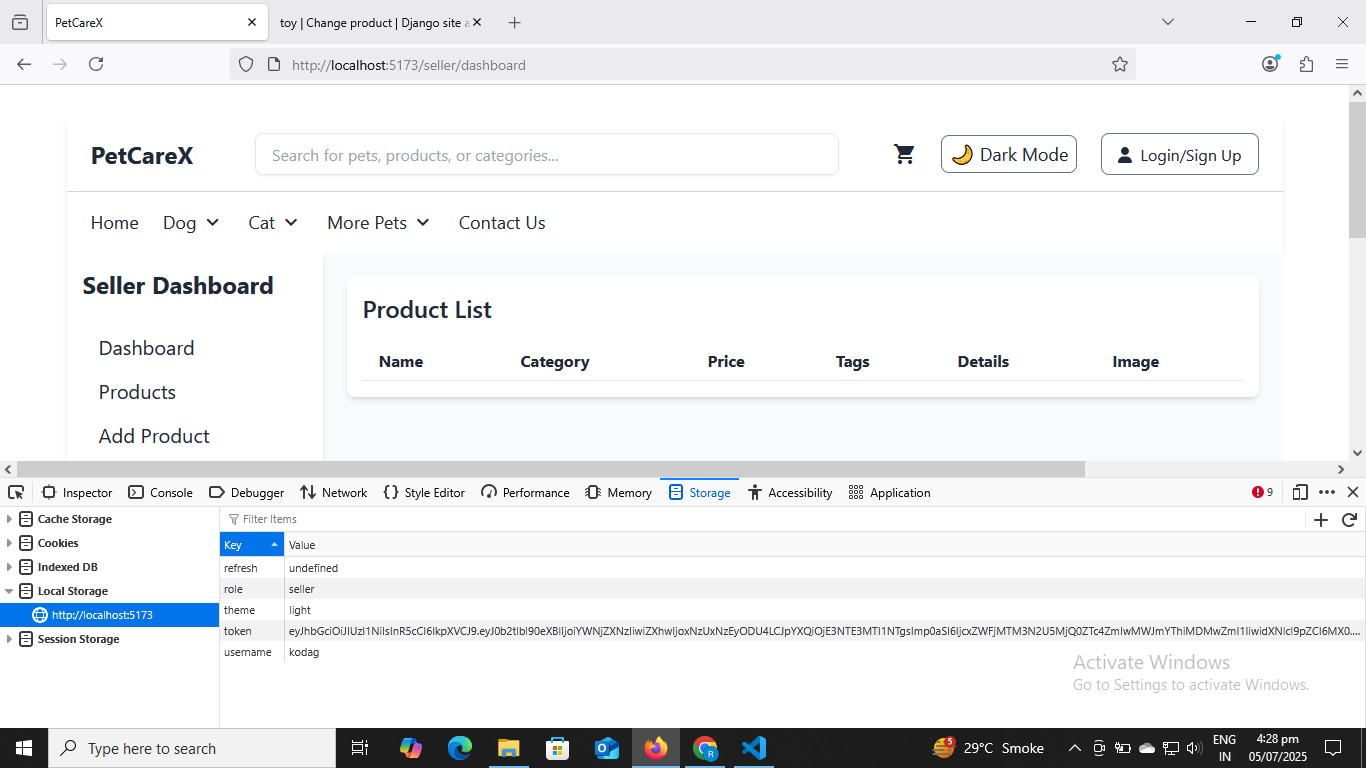 PetCareX
toy | Change product | Django site a
http://localhost:5173/seller/dashboard
PetCareX
Search for pets, products, or categories...
Dark Mode
Login/Sign Up
Home Dog Cat More Pets Contact Us
Seller Dashboard
Dashboard
Products
Add Product
Product List
Name Category Price Tags Details Image
Inspector Console Debugger Network Style Editor Performance Memory Storage Accessibility Application 9
Cache Storage
Cookies
Indexed DB
Local Storage
http://localhost:5173
Session Storage
Filter Items
Key Value
refresh undefined
role seller
theme light
token
username kodag
Activate Windows
Go to Settings to activate Windows.
Type here to search
5
29°C Smoke
ENG
IN
4:28 pm
05/07/2025